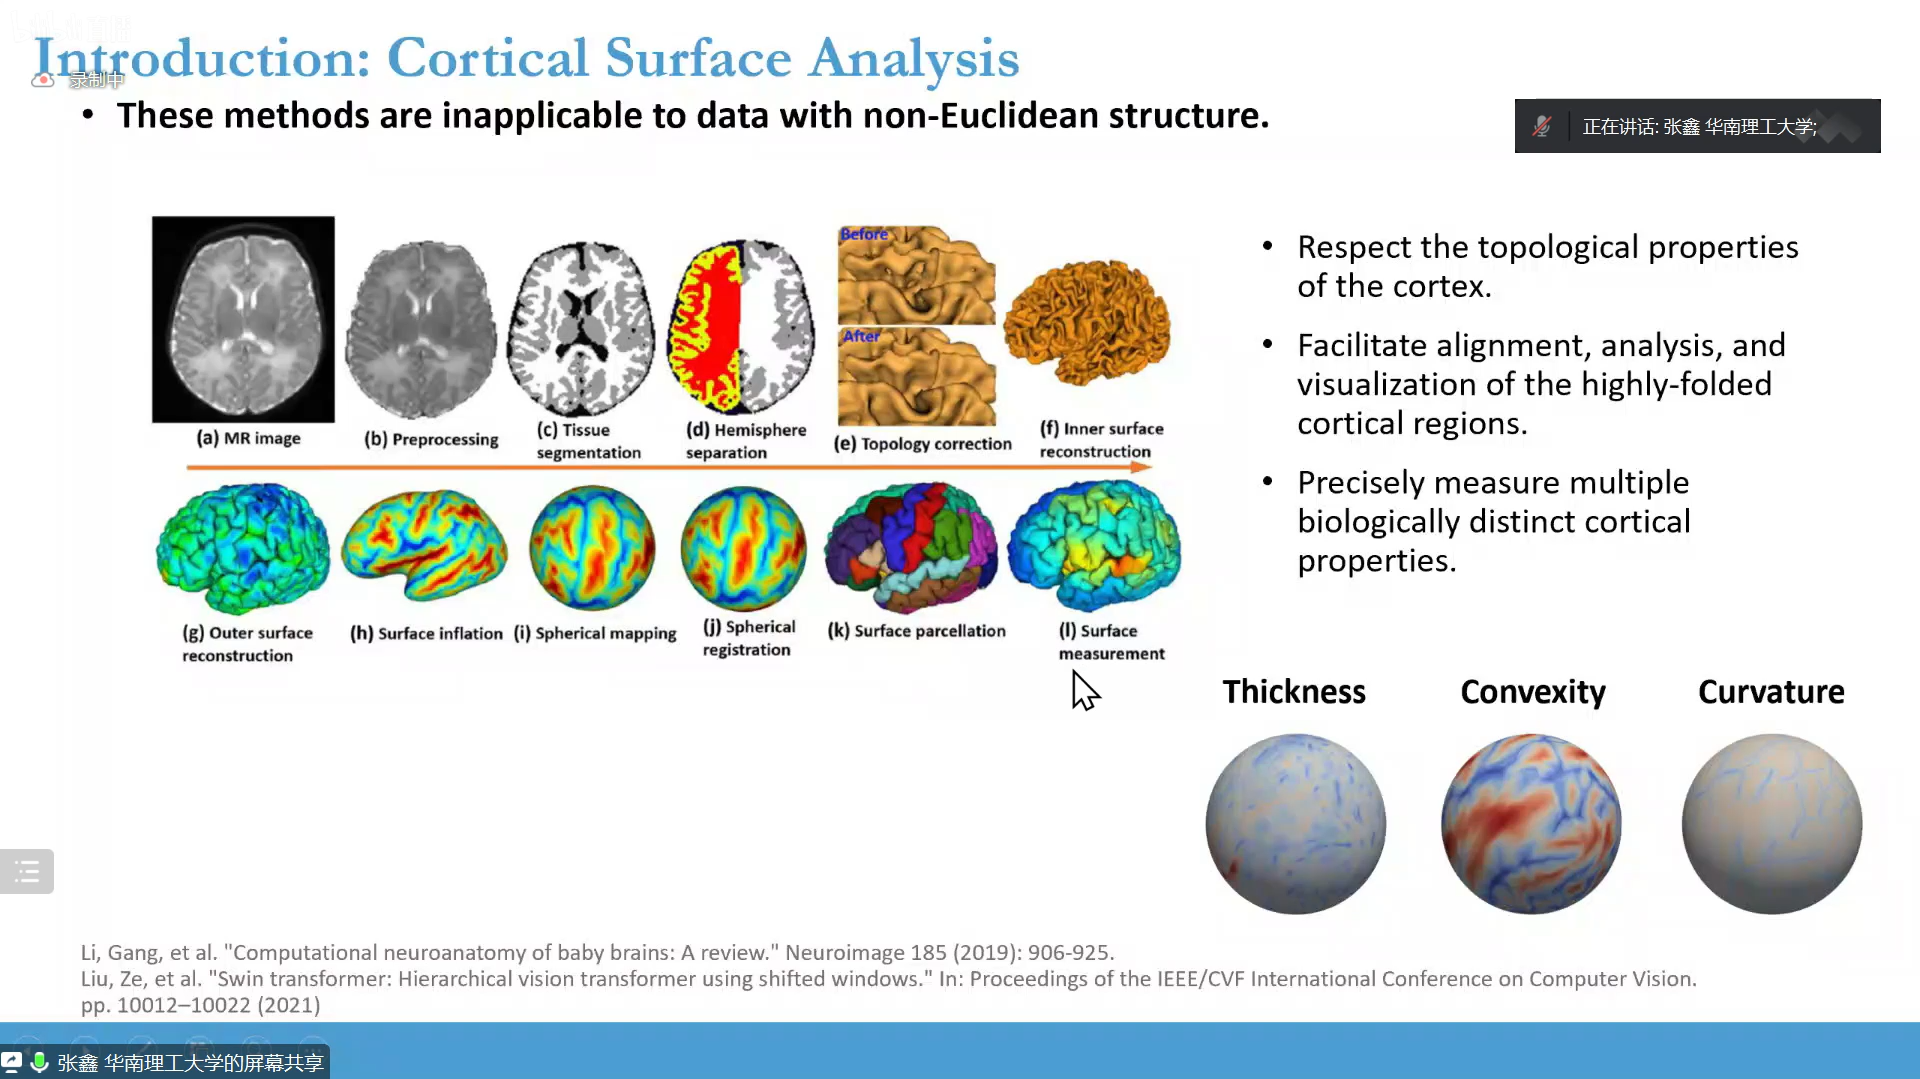 Introduction: Cortical Surface Analysis
录制中
• These methods are inapplicable to data with non-Euclidean structure.
正在讲话: 张鑫 华南理工大学;
Before
After
(a) MR image
(b) Preprocessing
(c) Tissue
segmentation
(d) Hemisphere
separation
(e) Topology correction
(f) Inner surface
reconstruction
(g) Outer surface
reconstruction
(h) Surface inflation
(i) Spherical mapping
(j) Spherical
registration
(k) Surface parcellation
(l) Surface
measurement
• Respect the topological properties
of the cortex.
• Facilitate alignment, analysis, and
visualization of the highly-folded
cortical regions.
• Precisely measure multiple
biologically distinct cortical
properties.
Thickness
Convexity
Curvature
Li, Gang, et al. "Computational neuroanatomy of baby brains: A review." Neuroimage 185 (2019): 906-925.
Liu, Ze, et al. "Swin transformer: Hierarchical vision transformer using shifted windows." In: Proceedings of the IEEE/CVF International Conference on Computer Vision.
pp. 10012–10022 (2021)
张鑫 华南理工大学的屏幕共享